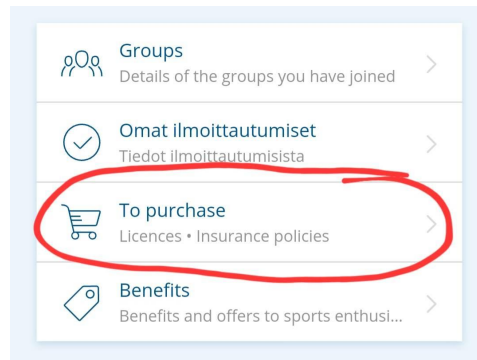 Groups
Details of the groups you have joined
Omat ilmoittautumiset
Tiedot ilmoittautumisista
To purchase
Licences • Insurance policies
Benefits
Benefits and offers to sports enthusi...